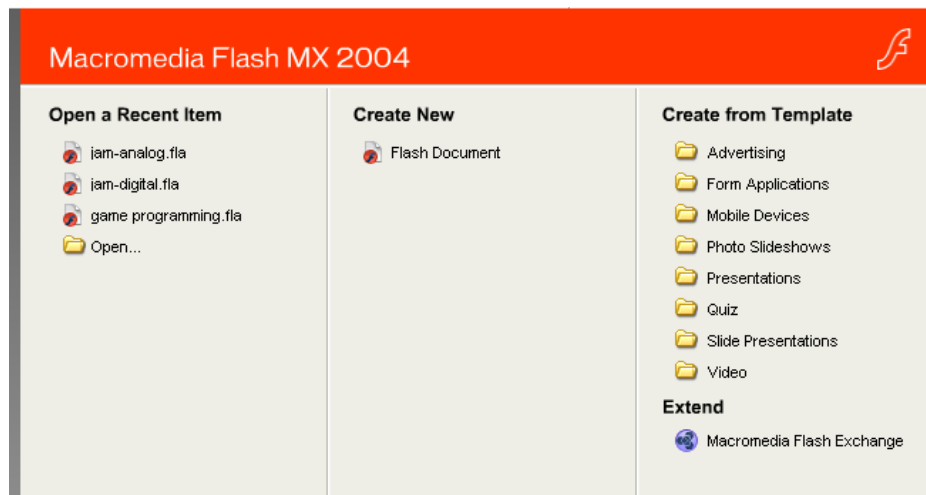 Macromedia Flash MX 2004
Open a Recent Item
jam-analog.fla
jam-digital.fla
game programming.fla
Open...
Create New
Flash Document
Create from Template
Advertising
Form Applications
Mobile Devices
Photo Slideshows
Presentations
Quiz
Slide Presentations
Video
Extend
Macromedia Flash Exchange